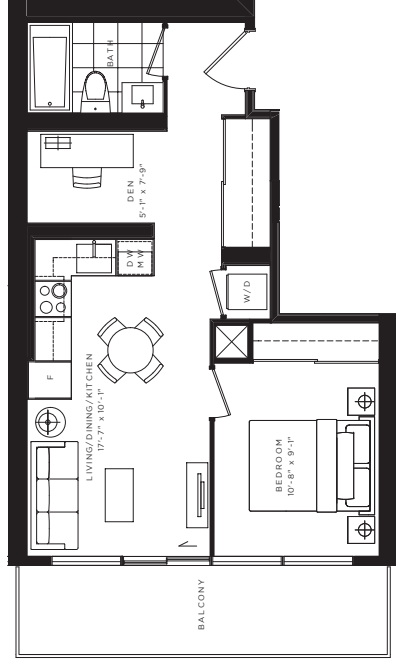 BATH
DEN
5'-1" x 7'-9"
DW
MW
W/D
F
LIVING/DINING/KITCHEN
17'-7" x 10'-1"
BEDROOM
10'-8" x 9'-1"
BALCONY